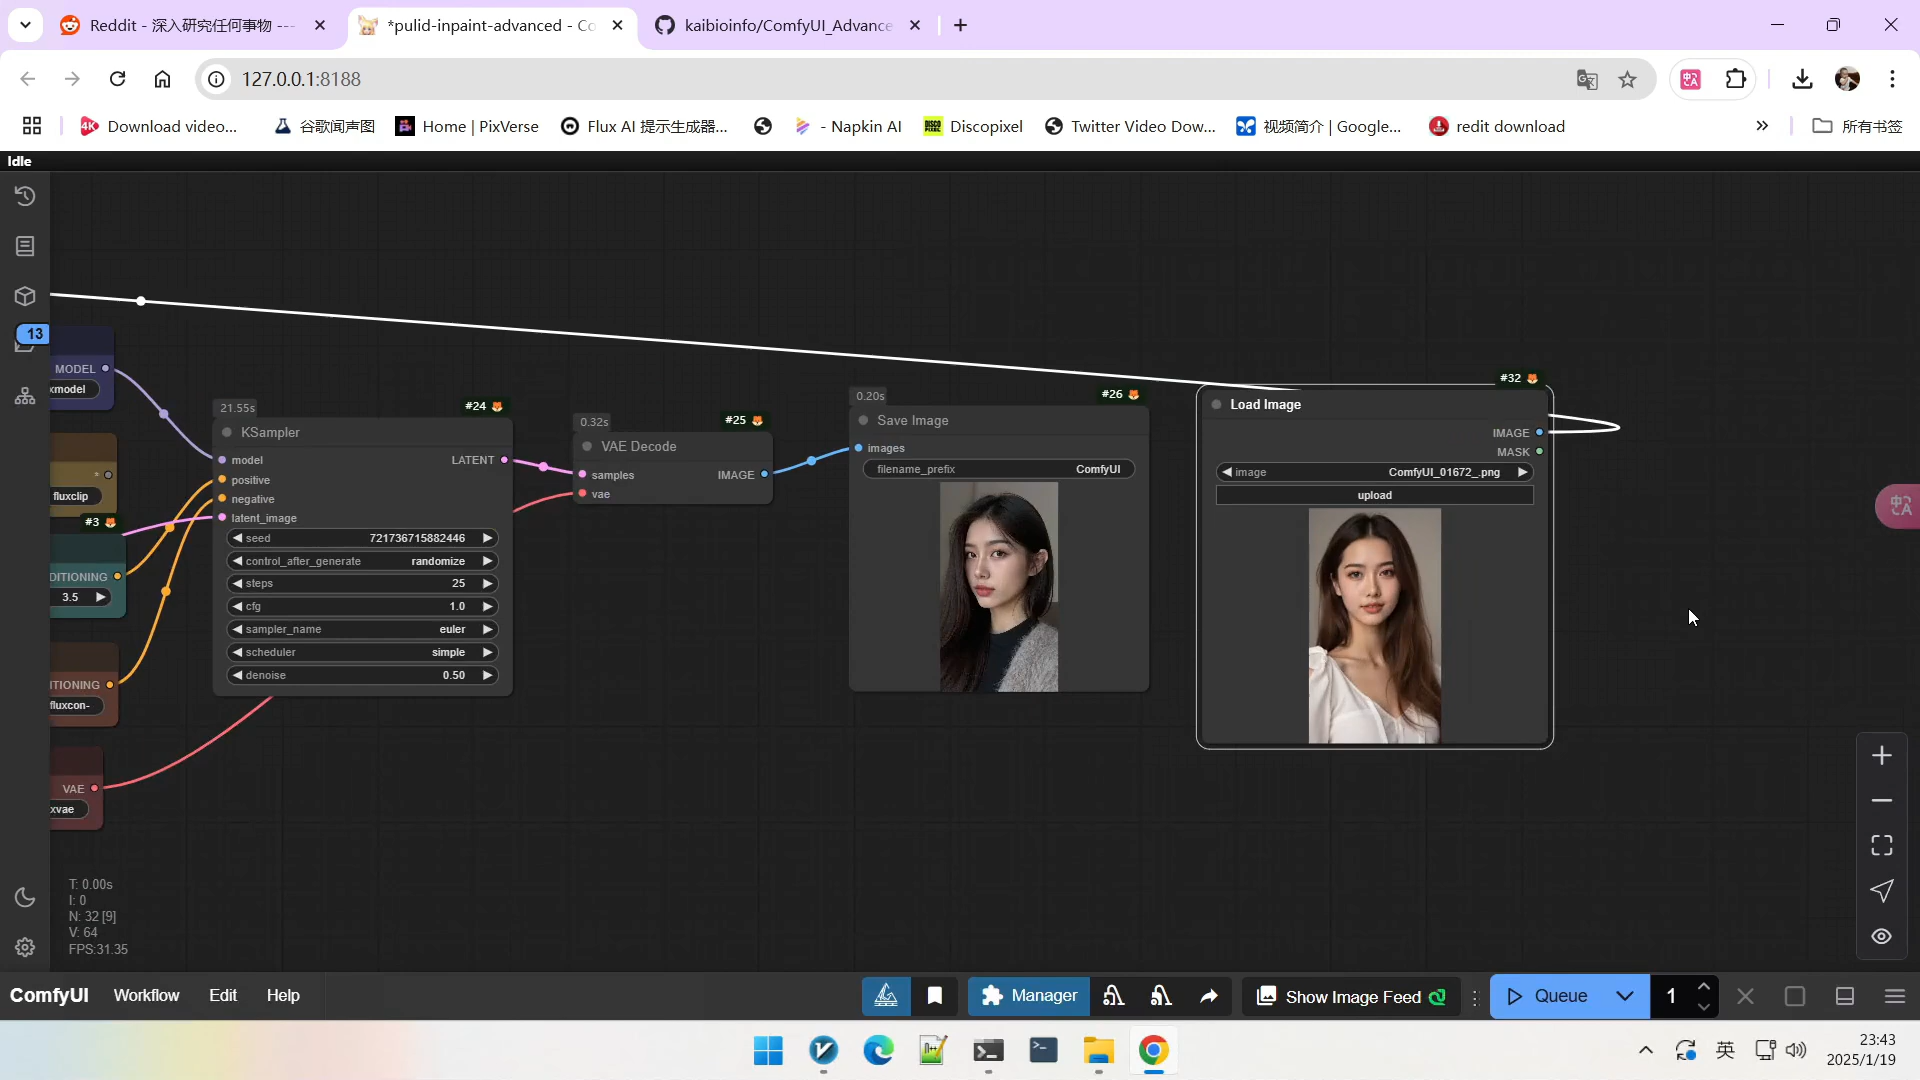 Reddit - 深入研究任何事物 ---
*pulid-inpaint-advanced - Co
kaibioinfo/ComfyUI_Advance
127.0.0.1:8188
Download video...
谷歌闻声图
Home | PixVerse
Flux AI 提示生成器...
- Napkin AI
Discopixel
Twitter Video Dow...
视频简介 | Google...
redit download
所有书签
Idle
13
MODEL
xmodel
fluxclip
#3
DITIONING
3.5
ITIONING
fluxcon-
VAE
xvae
21.55s
#24
KSampler
model
LATENT
positive
negative
latent_image
seed 721736715882446
control_after_generate randomize
steps 25
cfg 1.0
sampler_name euler
scheduler simple
denoise 0.50
0.32s
#25
VAE Decode
samples
IMAGE
vae
0.20s
#26
Save Image
images
filename_prefix ComfyUI
#32
Load Image
IMAGE
MASK
image ComfyUI_01672_.png
upload
T: 0.00s
I: 0
N: 32 [9]
V: 64
FPS:31.35
ComfyUI
Workflow
Edit
Help
Manager
Show Image Feed
Queue
1
英
23:43
2025/1/19